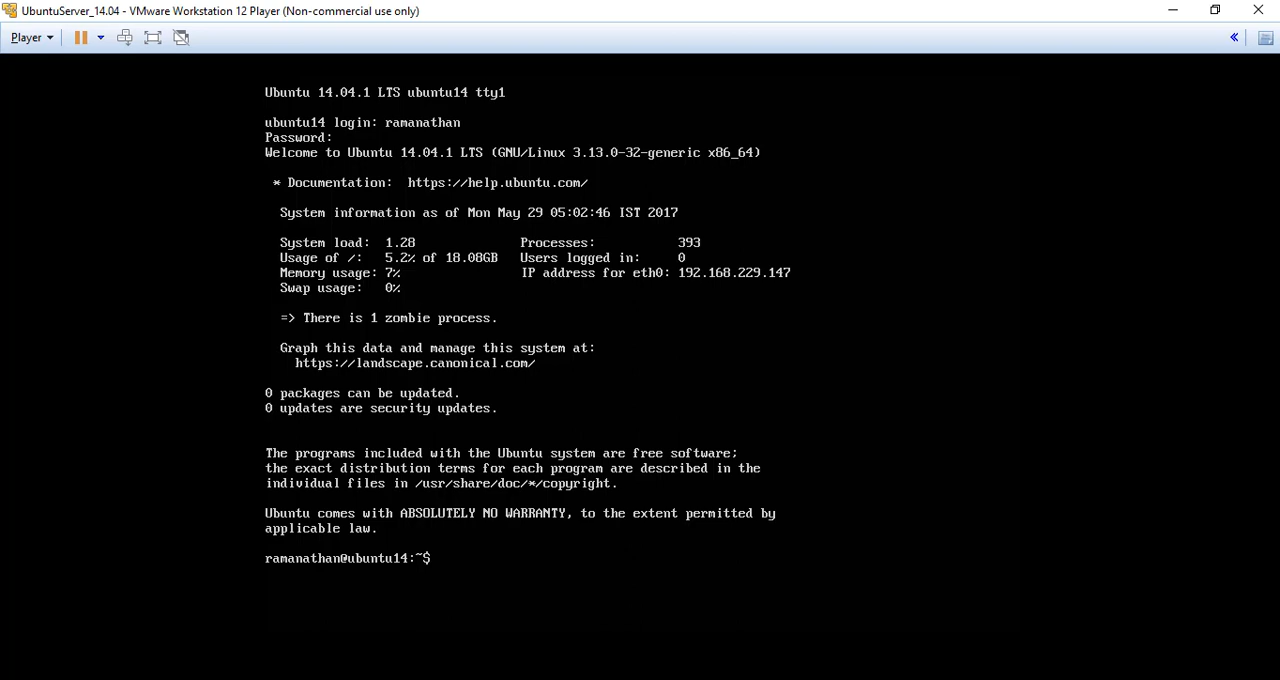 UbuntuServer_14.04 - VMware Workstation 12 Player (Non-commercial use only)
Player
Ubuntu 14.04.1 LTS ubuntu14 tty1
ubuntu14 login: ramanathan
Password:
Welcome to Ubuntu 14.04.1 LTS (GNU/Linux 3.13.0-32-generic x86_64)
* Documentation:  https://help.ubuntu.com/
System information as of Mon May 29 05:02:46 IST 2017
System load:  1.28    Processes:    393
Usage of /:   5.2% of 18.08GB   Users logged in:    0
Memory usage: 7%    IP address for eth0: 192.168.229.147
Swap usage:   0%
=> There is 1 zombie process.
Graph this data and manage this system at:
https://landscape.canonical.com/
0 packages can be updated.
0 updates are security updates.
The programs included with the Ubuntu system are free software;
the exact distribution terms for each program are described in the
individual files in /usr/share/doc/*/copyright.
Ubuntu comes with ABSOLUTELY NO WARRANTY, to the extent permitted by
applicable law.
ramanathan@ubuntu14:~$